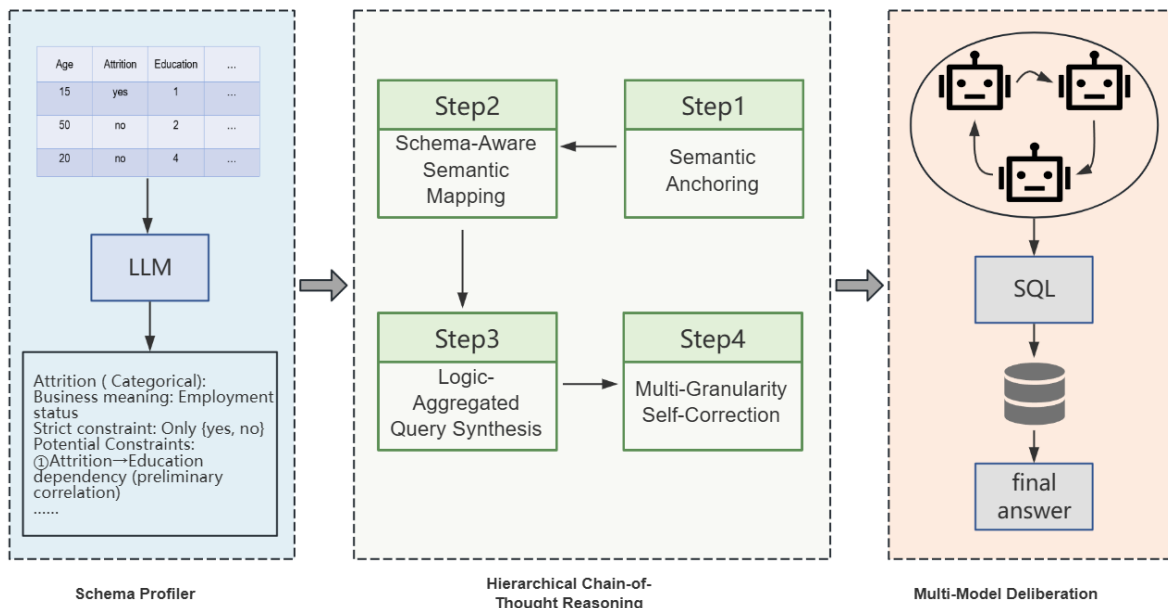 Age Attrition Education ...
15 yes 1 ...
50 no 2 ...
20 no 4 ...
LLM
Attrition ( Categorical):
Business meaning: Employment
status
Strict constraint: Only {yes, no}
Potential Constraints:
①Attrition→Education
dependency (preliminary
correlation)
......
Schema Profiler
Step1
Semantic
Anchoring
Step2
Schema-Aware
Semantic
Mapping
Step3
Logic-
Aggregated
Query Synthesis
Step4
Multi-Granularity
Self-Correction
Hierarchical Chain-of-
Thought Reasoning
SQL
final
answer
Multi-Model Deliberation